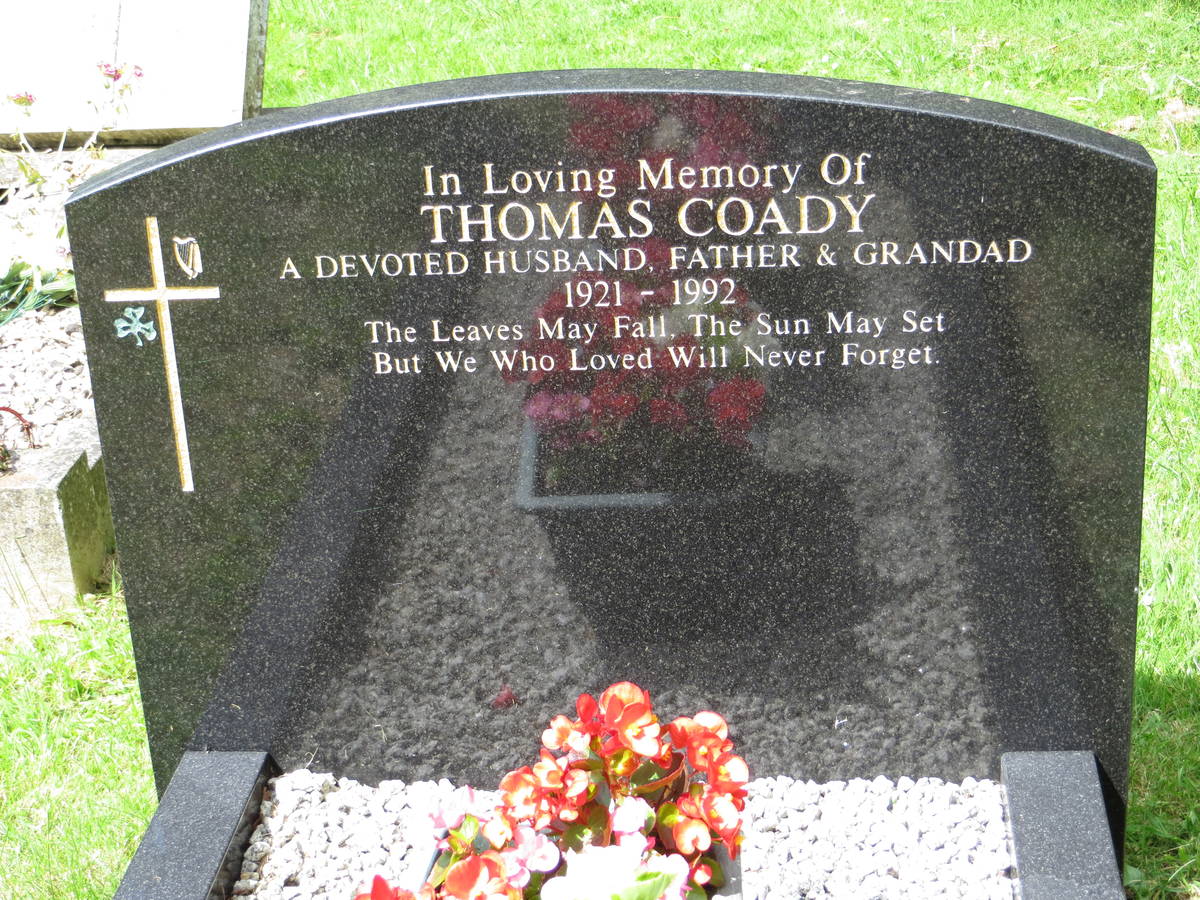 In Loving Memory Of
THOMAS COADY
A DEVOTED HUSBAND, FATHER & GRANDAD
1921 - 1992
The Leaves May Fall, The Sun May Set
But We Who Loved Will Never Forget.